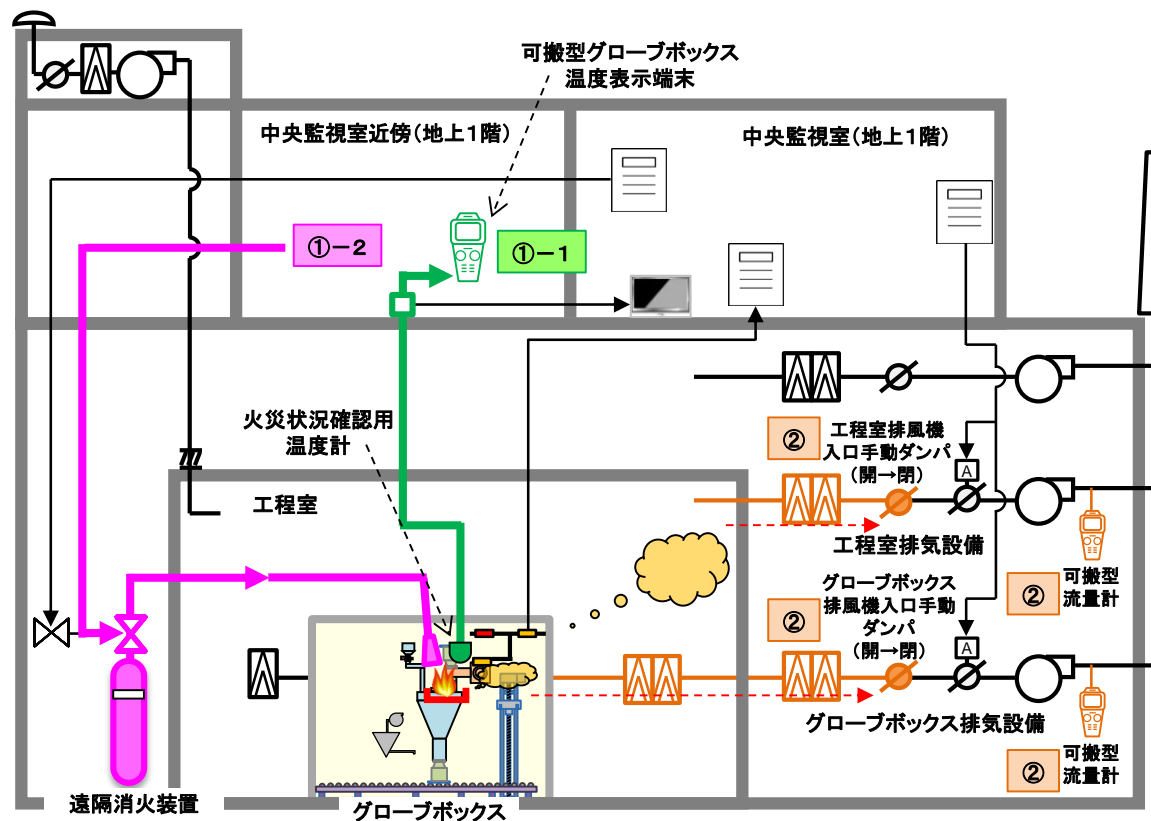 可搬型グローブボックス
温度表示端末
中央監視室近傍(地上1階)
中央監視室(地上1階)
①-2
①-1
火災状況確認用
温度計
工程室
②
工程室排風機
入口手動ダンパ
(開→閉)
A
工程室排気設備
②
可搬型
流量計
②
グローブボックス
排風機入口手動
ダンパ
(開→閉)
A
グローブボックス排気設備
②
可搬型
流量計
遠隔消火装置
グローブボックス